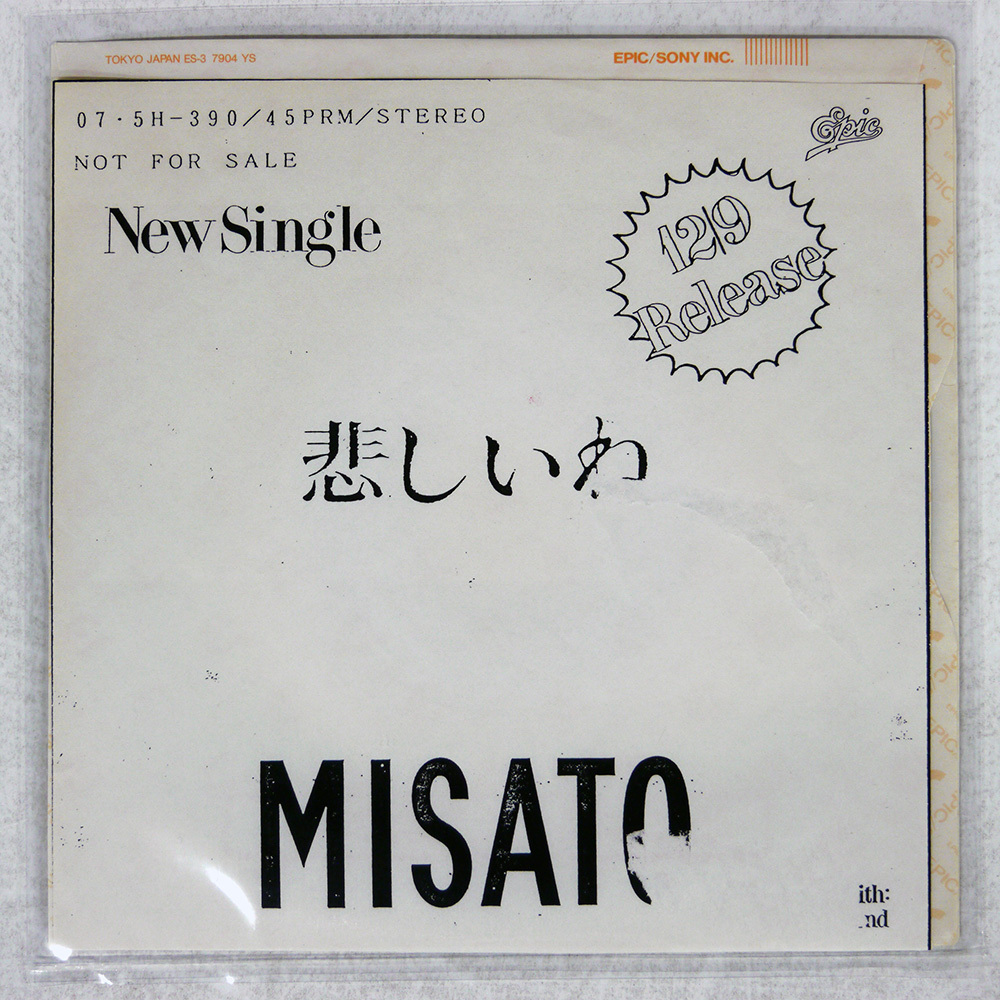 TOKYO JAPAN ES-3 7904 YS
EPIC/SONY INC.
07・5H-390/45PRM/STEREO
Epic
NOT FOR SALE
New Single
12/9
Release
悲しいわ
MISATO
ith:
nd